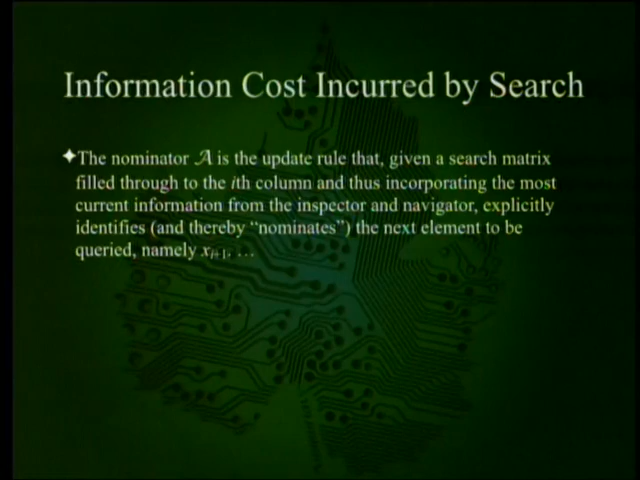 Information Cost Incurred by Search
✦The nominator 𝒜 is the update rule that, given a search matrix
filled through to the ith column and thus incorporating the most
current information from the inspector and navigator, explicitly
identifies (and thereby “nominates”) the next element to be
queried, namely xᵢ₊₁. …